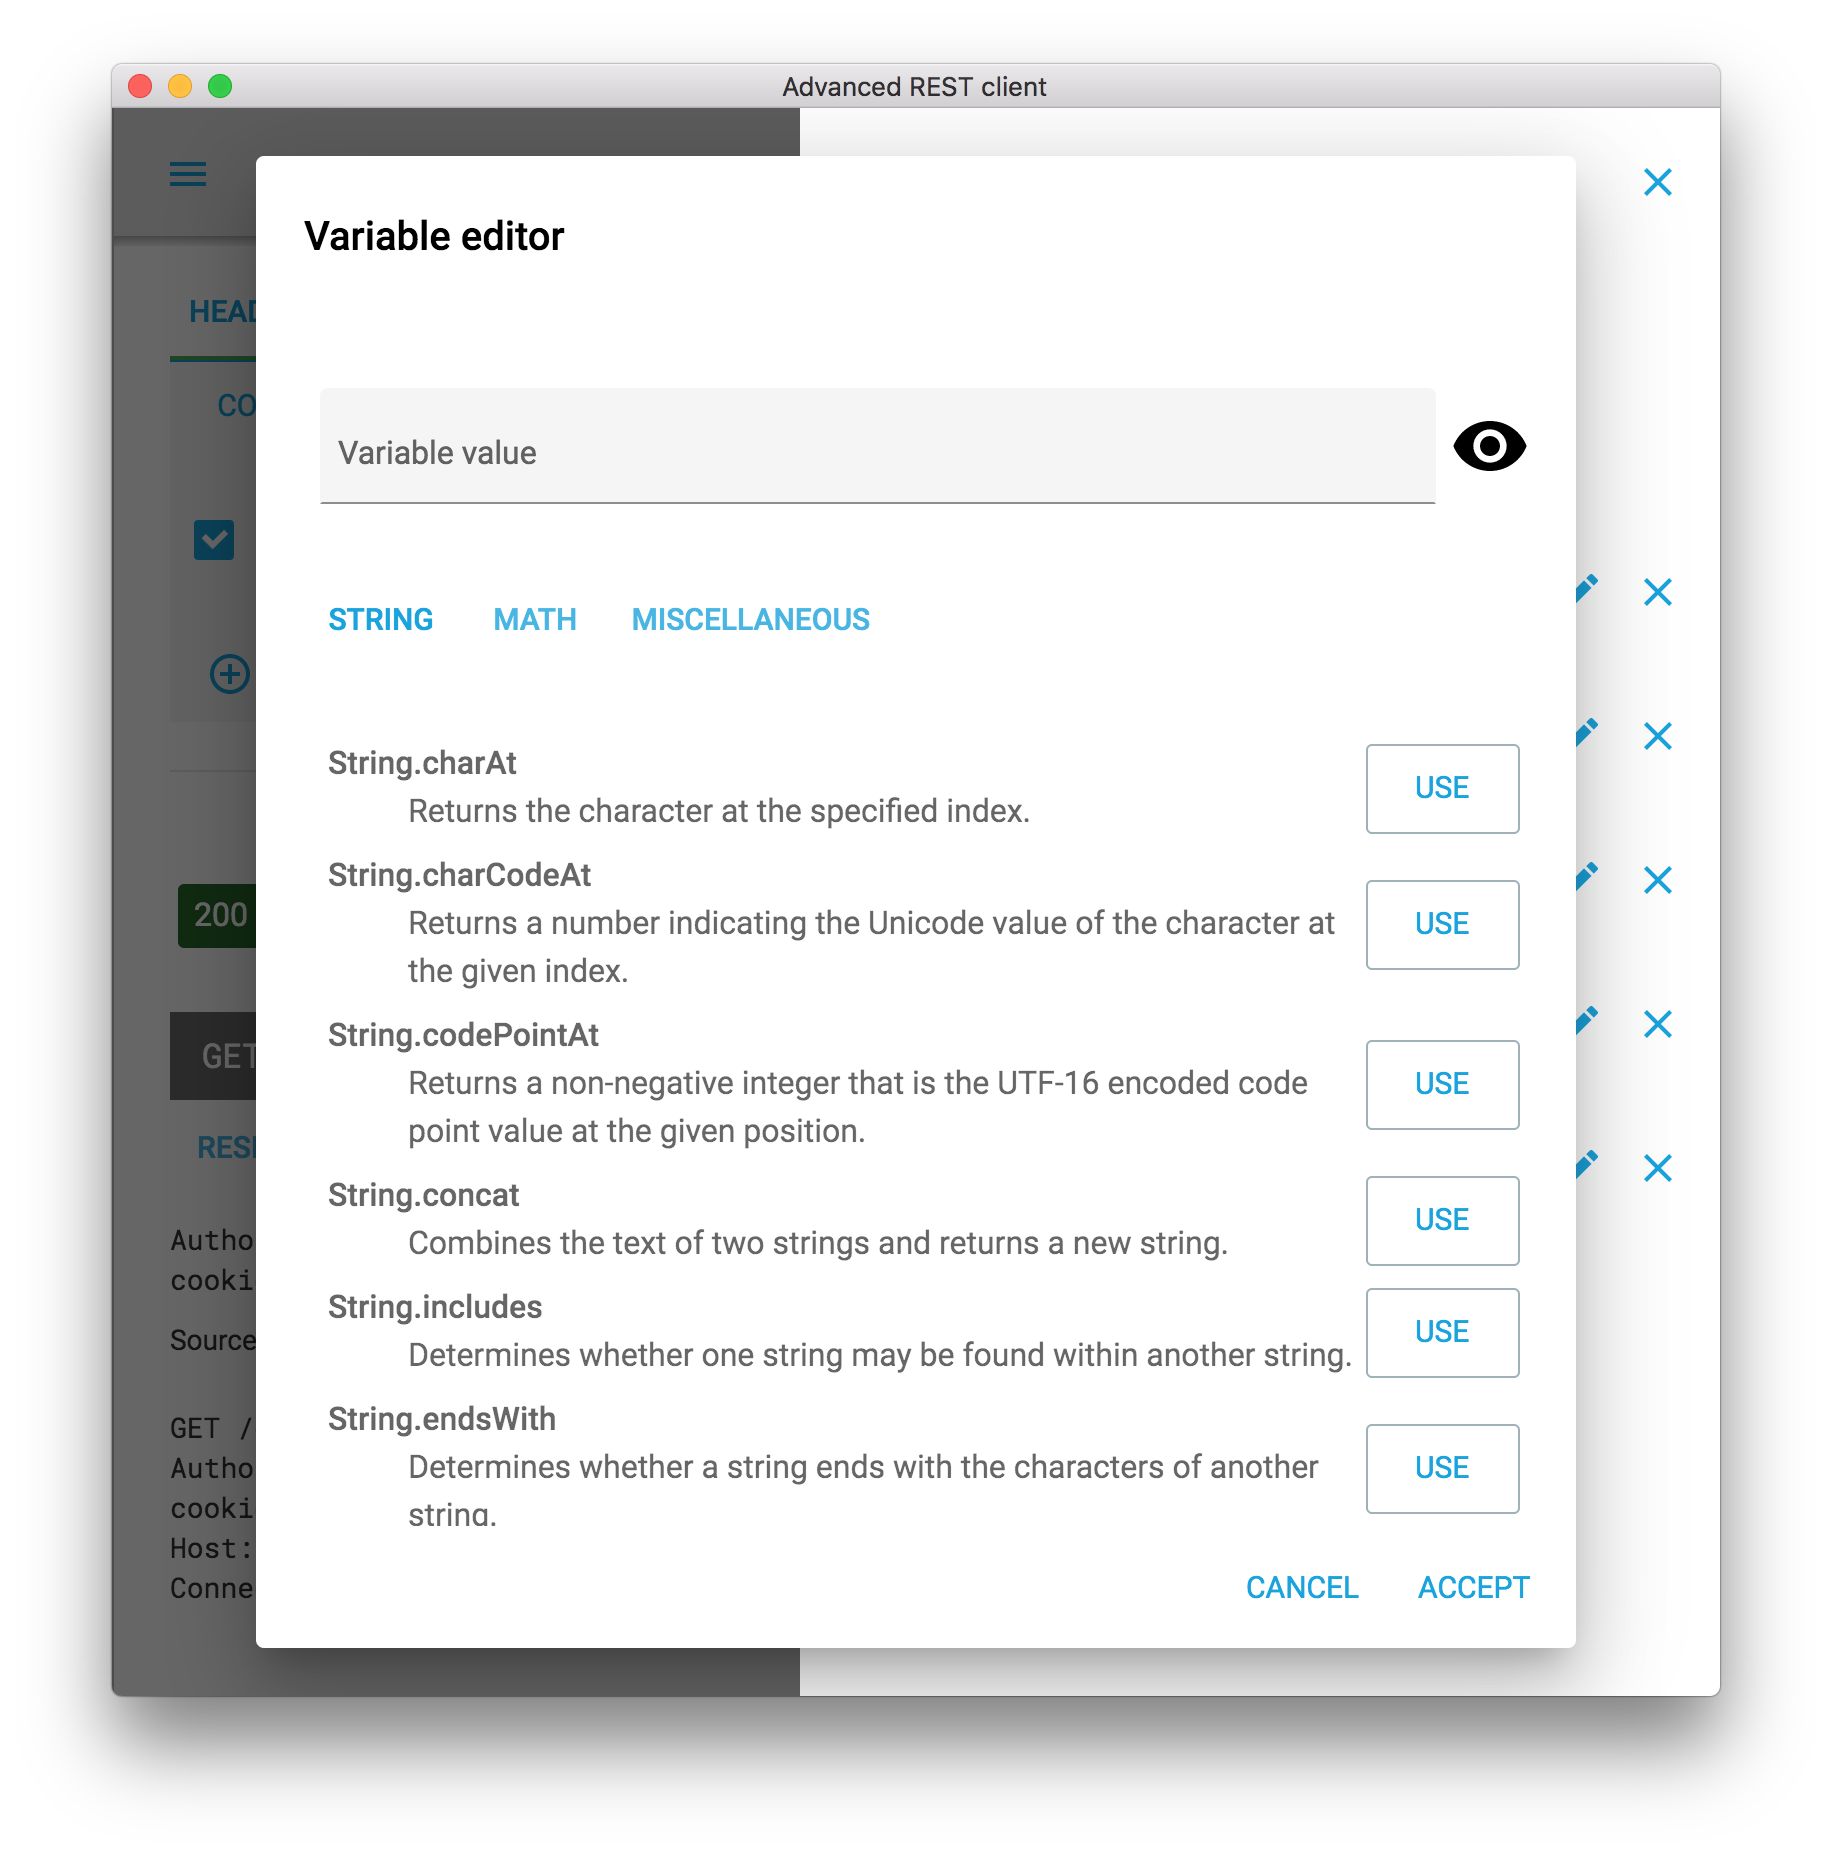 Advanced REST client
Variable editor
HEAD
CO
Variable value
STRING MATH MISCELLANEOUS
String.charAt
Returns the character at the specified index.
USE
String.charCodeAt
Returns a number indicating the Unicode value of the character at
the given index.
USE
200
String.codePointAt
Returns a non-negative integer that is the UTF-16 encoded code
point value at the given position.
USE
GET
RES
String.concat
Combines the text of two strings and returns a new string.
USE
Autho
cooki
String.includes
Determines whether one string may be found within another string.
USE
Source
String.endsWith
Determines whether a string ends with the characters of another
string.
USE
GET /
Autho
cooki
Host:
Conne
CANCEL ACCEPT